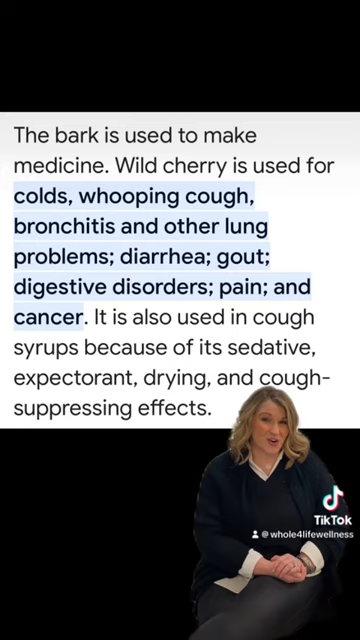 The bark is used to make
medicine. Wild cherry is used for
colds, whooping cough,
bronchitis and other lung
problems; diarrhea; gout;
digestive disorders; pain; and
cancer. It is also used in cough
syrups because of its sedative,
expectorant, drying, and cough-
suppressing effects.
TikTok
@whole4lifewellness